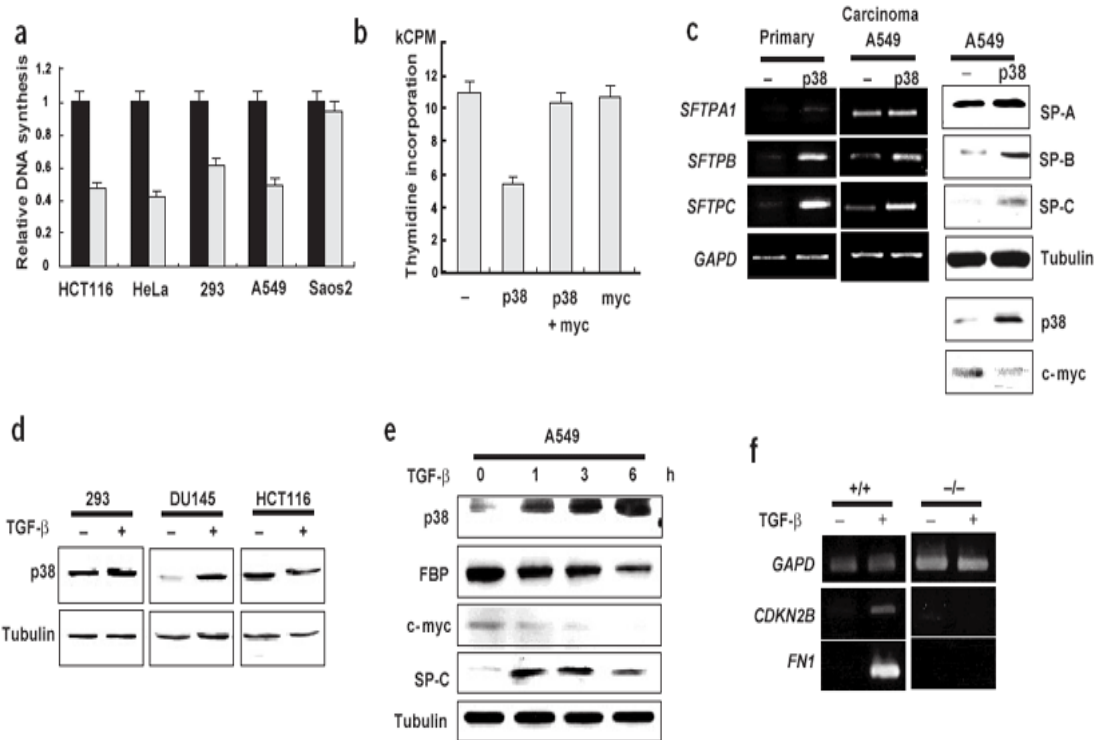 a
Relative DNA synthesis
1.2
1
0.8
0.6
0.4
0.2
0
HCT116 HeLa 293 A549 Saos2
b
kCPM
Thymidine incorporation
12
10
8
6
4
2
0
– p38 p38 myc
+ myc
c
Carcinoma
Primary A549 A549
– p38 – p38 – p38
SFTPA1 SP-A
SFTPB SP-B
SFTPC SP-C
GAPD Tubulin
p38
c-myc
d
293 DU145 HCT116
TGF-β – + – + – +
p38
Tubulin
e
A549
TGF-β 0 1 3 6 h
p38
FBP
c-myc
SP-C
Tubulin
f
+/+ –/–
TGF-β – + – +
GAPD
CDKN2B
FN1